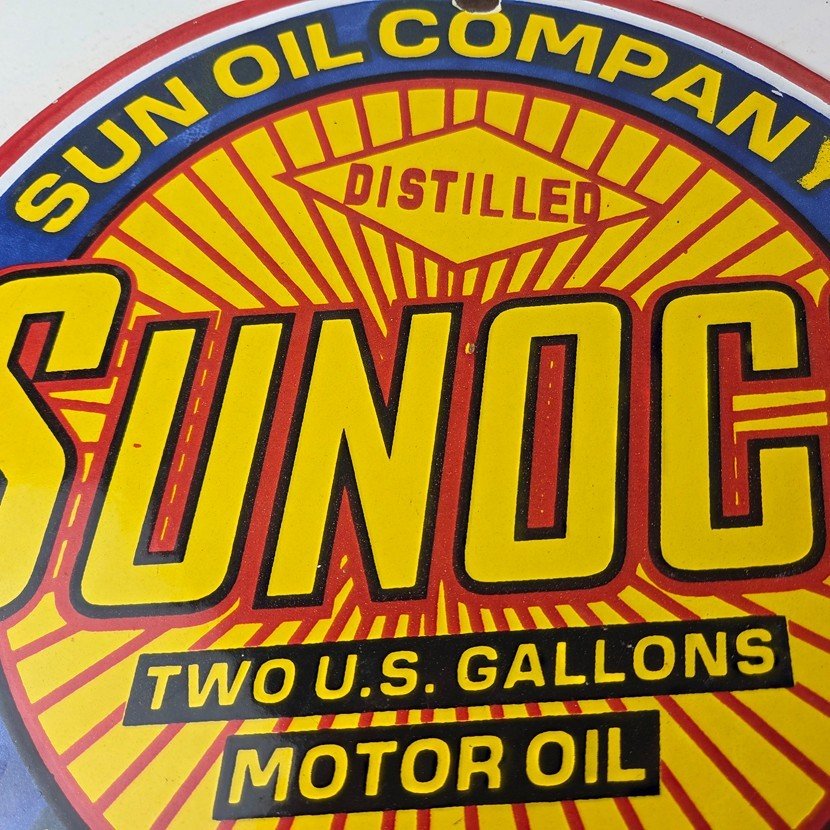 SUN OIL COMPANY
DISTILLED
SUNOC
TWO U.S. GALLONS
MOTOR OIL